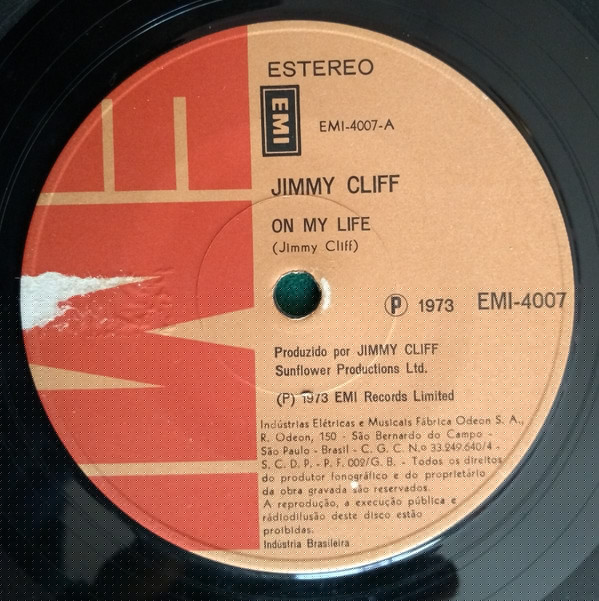 ESTEREO
EMI
EMI-4007-A
JIMMY CLIFF
ON MY LIFE
(Jimmy Cliff)
Ⓟ 1973 EMI-4007
Produzido por JIMMY CLIFF
Sunflower Productions Ltd.
(P) 1973 EMI Records Limited
Indústrias Elétricas e Musicais Fábrica Odeon S. A.,
R. Odeon, 150 - São Bernardo do Campo -
São Paulo - Brasil - C. G. C. N.o 33.249.640/4 -
S. C. D. P. - P. F. 002/G. B. - Todos os direitos
do produtor fonográfico e do proprietário
da obra gravada são reservados.
A reprodução, a execução pública e
rádiodifusão deste disco estão
proibidas.
Indústria Brasileira
EMI